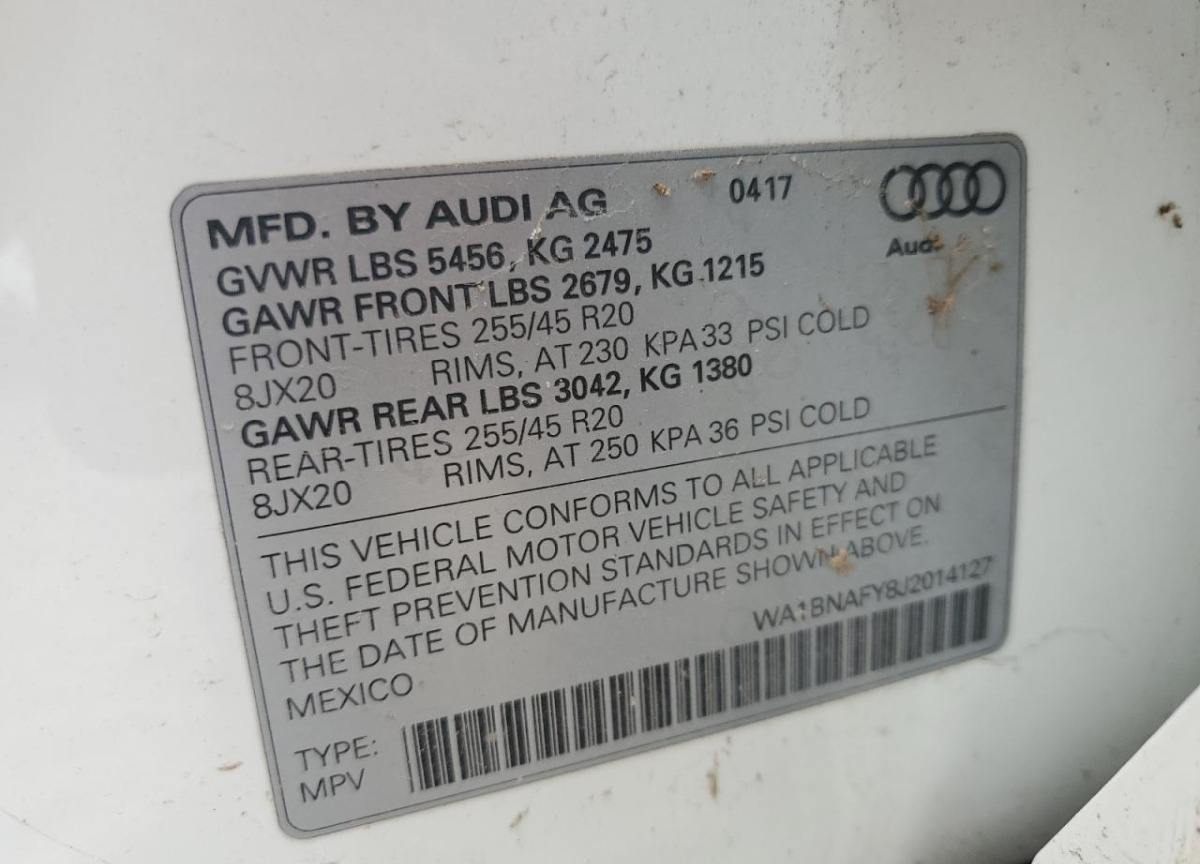 MFD. BY AUDI AG 0417
Audi
GVWR LBS 5456, KG 2475
GAWR FRONT LBS 2679, KG 1215
FRONT-TIRES 255/45 R20
8JX20 RIMS, AT 230 KPA 33 PSI COLD
GAWR REAR LBS 3042, KG 1380
REAR-TIRES 255/45 R20
8JX20 RIMS, AT 250 KPA 36 PSI COLD
THIS VEHICLE CONFORMS TO ALL APPLICABLE
U.S. FEDERAL MOTOR VEHICLE SAFETY AND
THEFT PREVENTION STANDARDS IN EFFECT ON
THE DATE OF MANUFACTURE SHOWN ABOVE.
MEXICO WA1BNAFY8J2014127
TYPE:
MPV